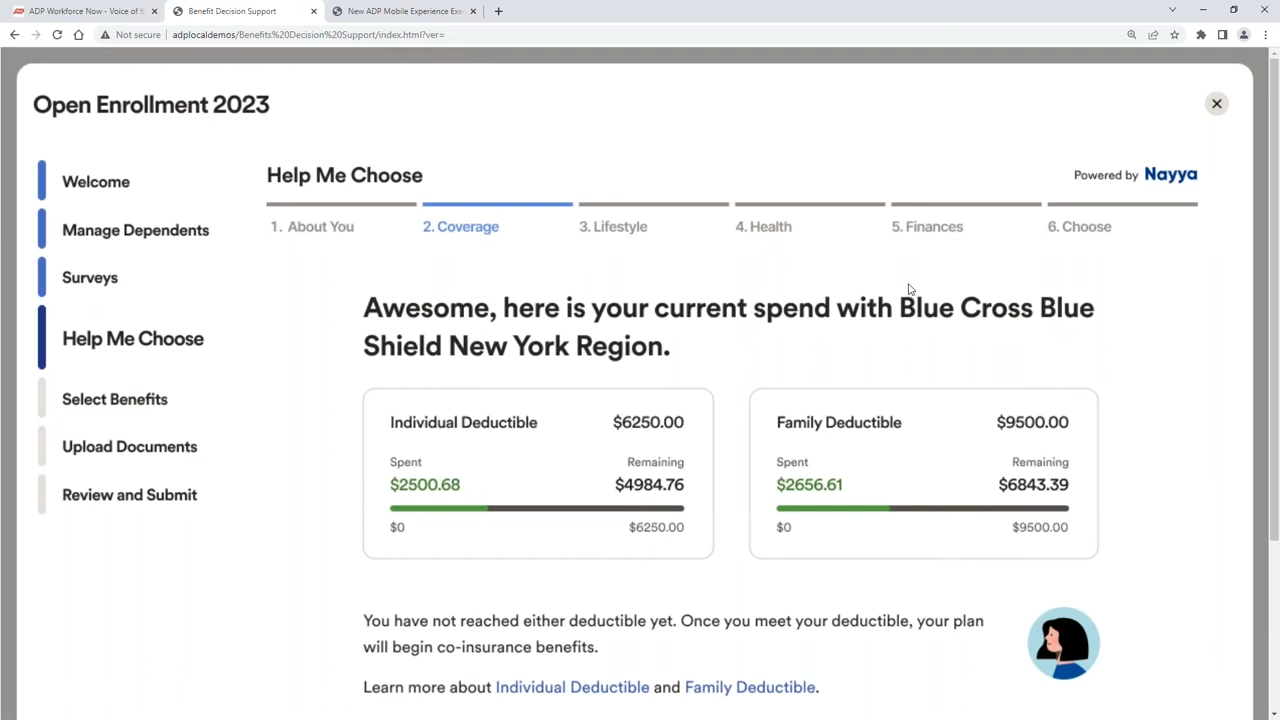 ADP Workforce Now - Voice of t
Benefit Decision Support
New ADP Mobile Experience Exe
Not secure
adplocaldemos/Benefits%20Decision%20Support/index.html?ver=
Open Enrollment 2023
Welcome
Manage Dependents
Surveys
Help Me Choose
Select Benefits
Upload Documents
Review and Submit
Help Me Choose
Powered by Nayya
1. About You
2. Coverage
3. Lifestyle
4. Health
5. Finances
6. Choose
Awesome, here is your current spend with Blue Cross Blue
Shield New York Region.
Individual Deductible $6250.00
Spent Remaining
$2500.68 $4984.76
$0 $6250.00
Family Deductible $9500.00
Spent Remaining
$2656.61 $6843.39
$0 $9500.00
You have not reached either deductible yet. Once you meet your deductible, your plan
will begin co-insurance benefits.
Learn more about Individual Deductible and Family Deductible.